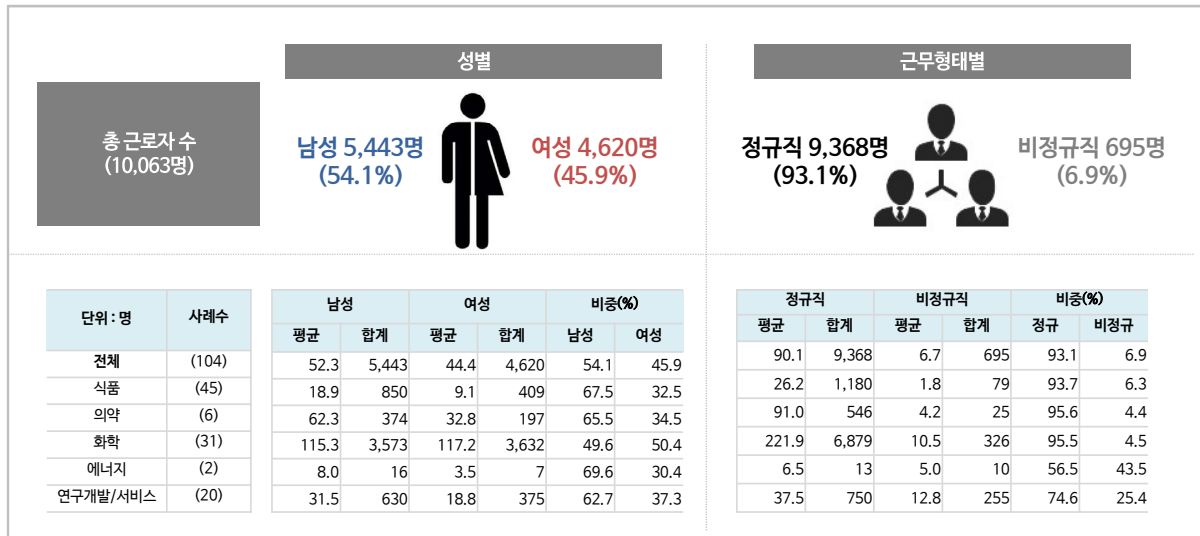 성별
근무형태별
총 근로자 수
(10,063명)
남성 5,443명
(54.1%)
여성 4,620명
(45.9%)
정규직 9,368명
(93.1%)
비정규직 695명
(6.9%)
단위 : 명 사례수
전체 (104)
식품 (45)
의약 (6)
화학 (31)
에너지 (2)
연구개발/서비스 (20)
남성 여성 비중(%)
평균 합계 평균 합계 남성 여성
52.3 5,443 44.4 4,620 54.1 45.9
18.9 850 9.1 409 67.5 32.5
62.3 374 32.8 197 65.5 34.5
115.3 3,573 117.2 3,632 49.6 50.4
8.0 16 3.5 7 69.6 30.4
31.5 630 18.8 375 62.7 37.3
정규직 비정규직 비중(%)
평균 합계 평균 합계 정규 비정규
90.1 9,368 6.7 695 93.1 6.9
26.2 1,180 1.8 79 93.7 6.3
91.0 546 4.2 25 95.6 4.4
221.9 6,879 10.5 326 95.5 4.5
6.5 13 5.0 10 56.5 43.5
37.5 750 12.8 255 74.6 25.4